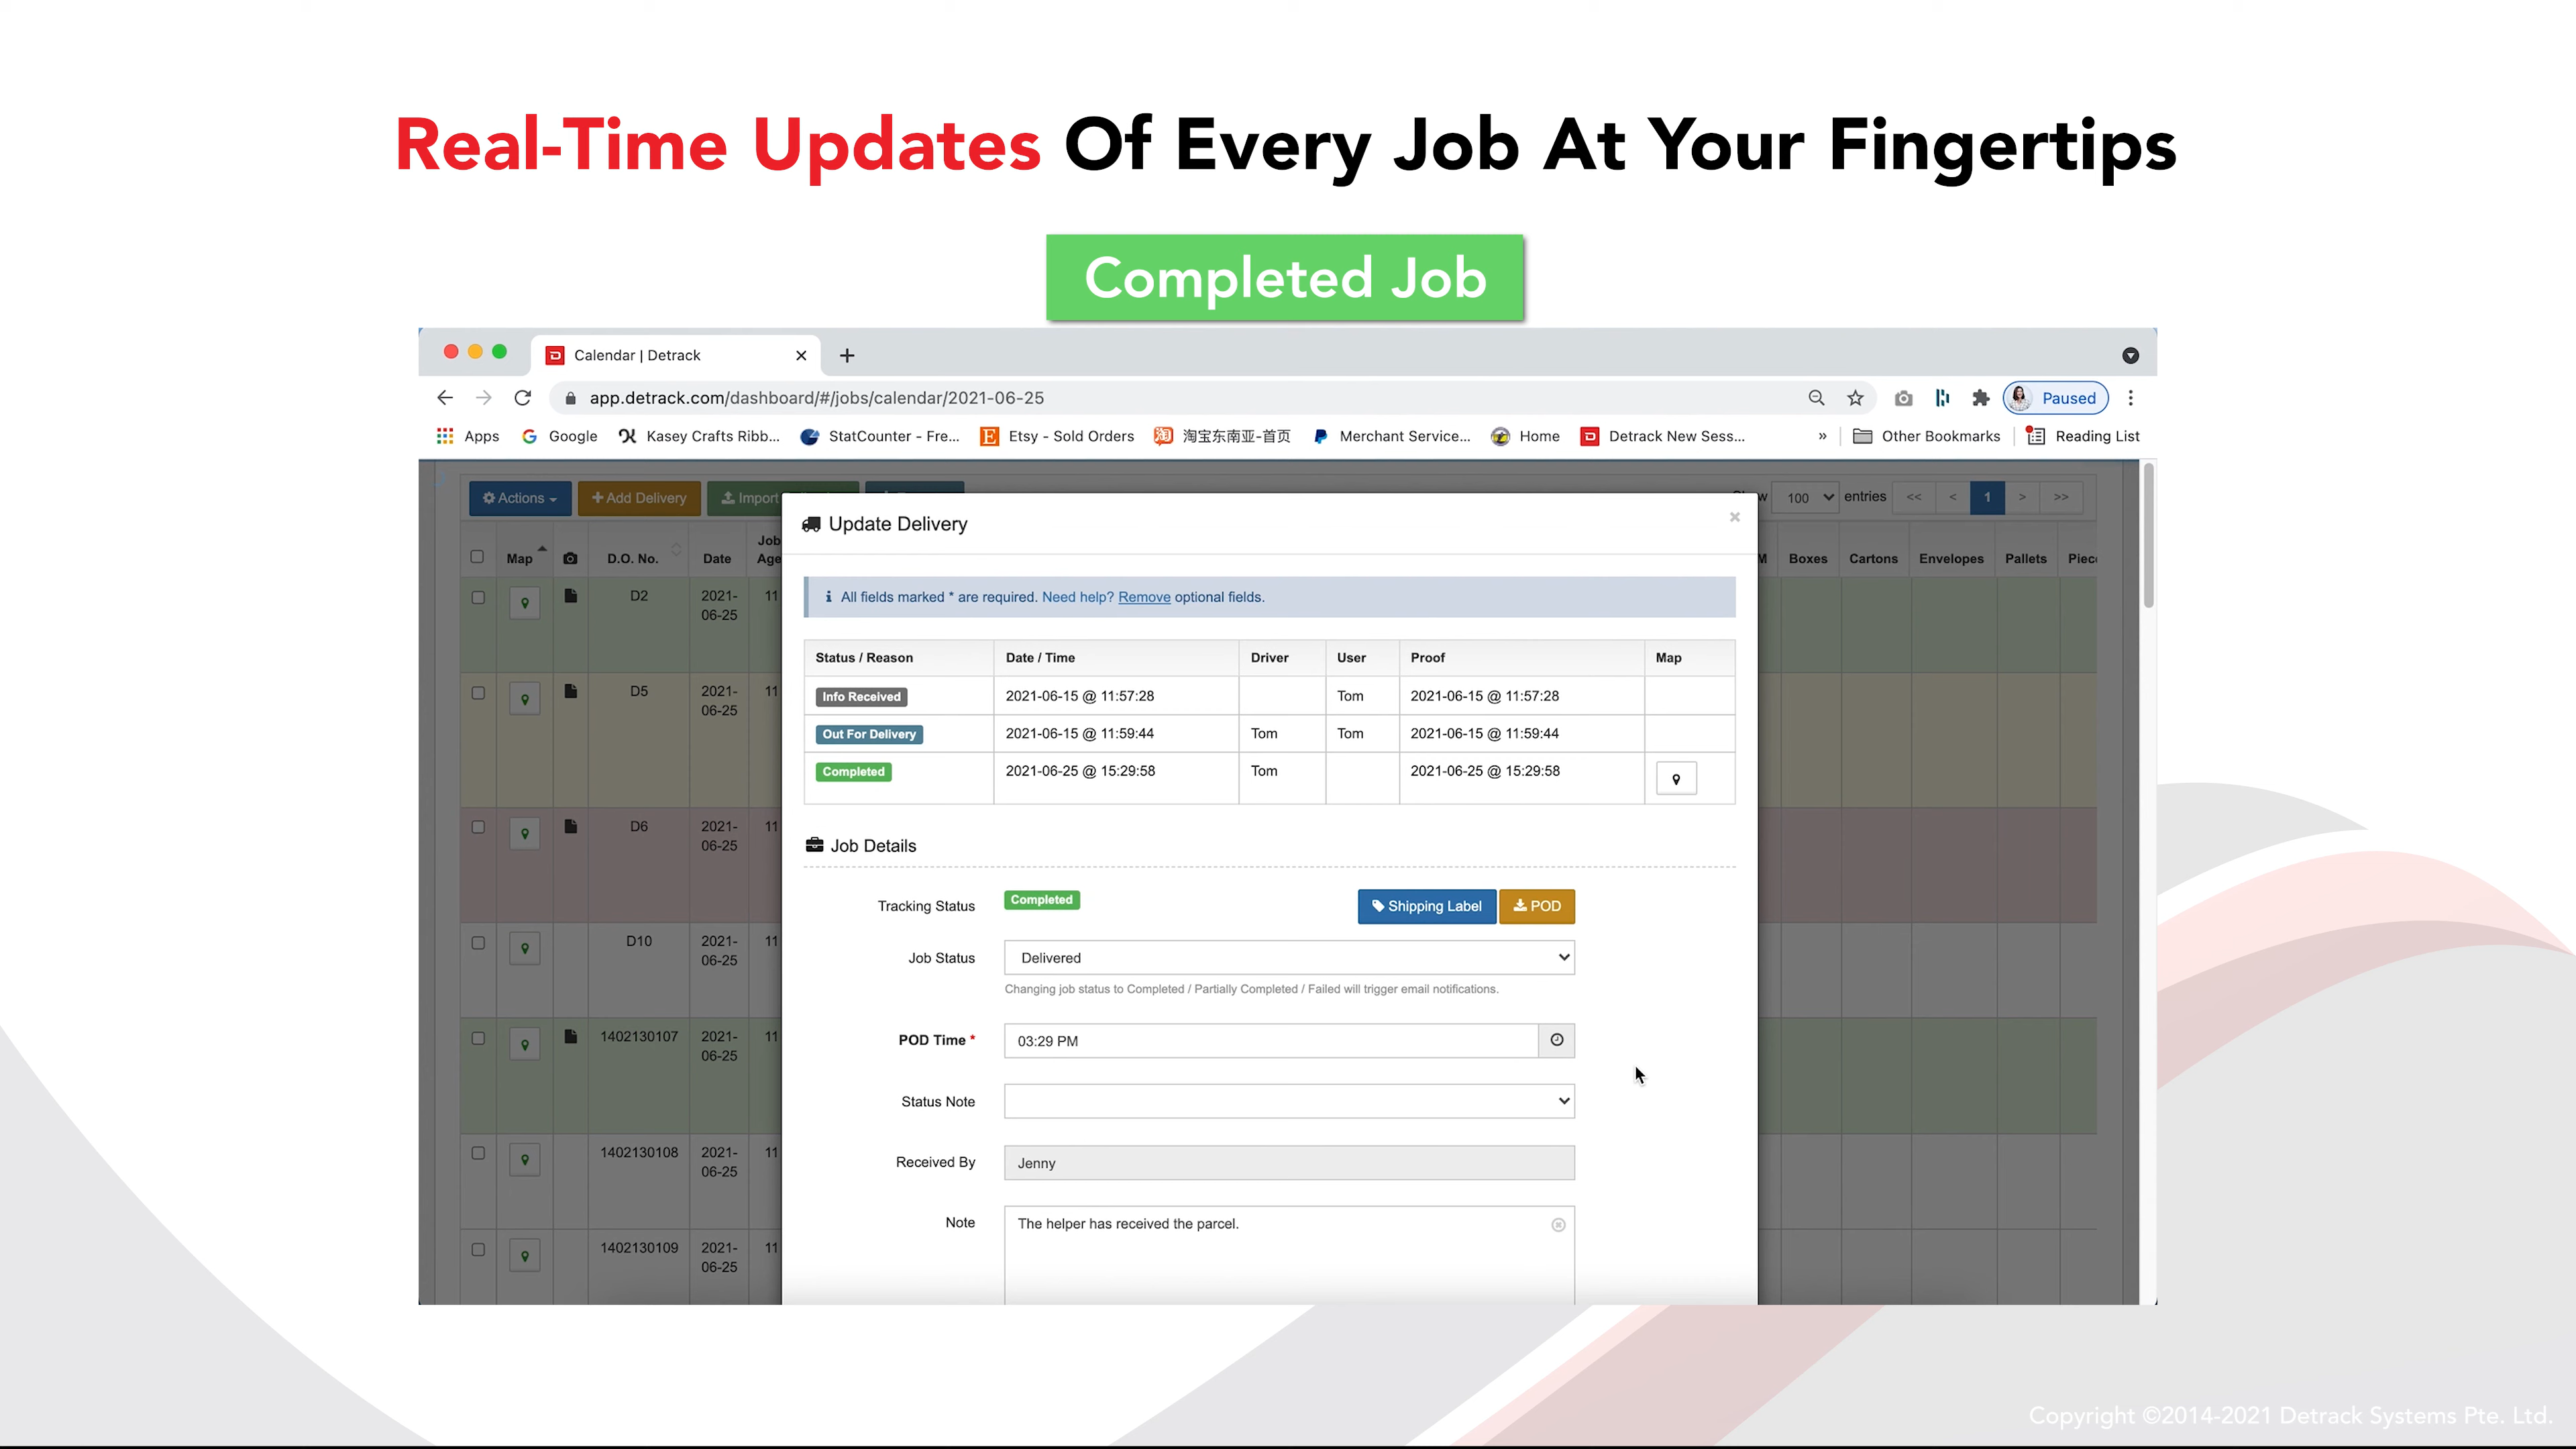 Real-Time Updates Of Every Job At Your Fingertips
Completed Job
Calendar | Detrack
app.detrack.com/dashboard/#/jobs/calendar/2021-06-25
Paused
Apps Google Kasey Crafts Ribb... StatCounter - Fre... Etsy - Sold Orders 淘宝东南亚-首页 Merchant Service... Home Detrack New Sess... » Other Bookmarks Reading List
Actions +Add Delivery Import 100 entries << < 1 > >>
Update Delivery ×
Map D.O. No. Date Job Boxes Cartons Envelopes Pallets
All fields marked * are required. Need help? Remove optional fields.
D2 2021-06-25 11
D5 2021-06-25 11
D6 2021-06-25 11
D10 2021-06-25 11
1402130107 2021-06-25 11
1402130108 2021-06-25 11
1402130109 2021-06-25 11
Status / Reason Date / Time Driver User Proof Map
Info Received 2021-06-15 @ 11:57:28 Tom 2021-06-15 @ 11:57:28
Out For Delivery 2021-06-15 @ 11:59:44 Tom Tom 2021-06-15 @ 11:59:44
Completed 2021-06-25 @ 15:29:58 Tom 2021-06-25 @ 15:29:58
Job Details
Tracking Status Completed Shipping Label POD
Job Status Delivered
Changing job status to Completed / Partially Completed / Failed will trigger email notifications.
POD Time * 03:29 PM
Status Note
Received By Jenny
Note The helper has received the parcel.
Copyright ©2014-2021 Detrack Systems Pte. Ltd.